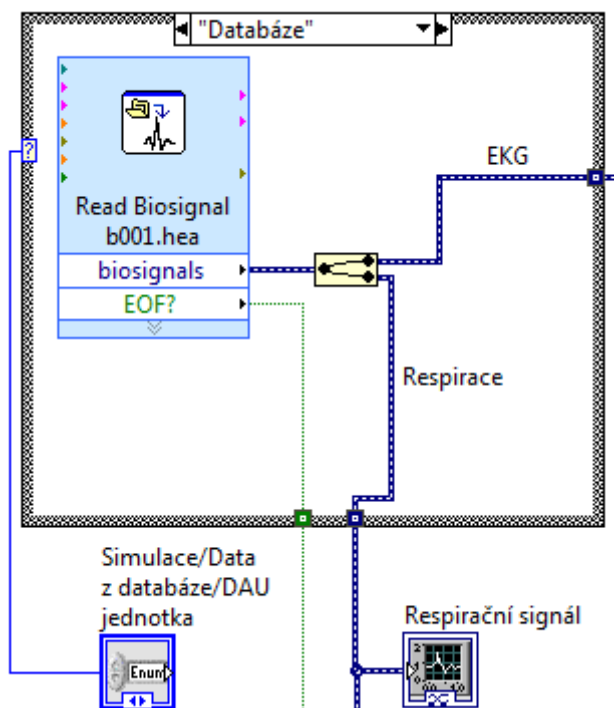 "Databáze"
?
EKG
Read Biosignal
b001.hea
biosignals
EOF?
Respirace
Simulace/Data
z databáze/DAU
jednotka
Enum
Respirační signál